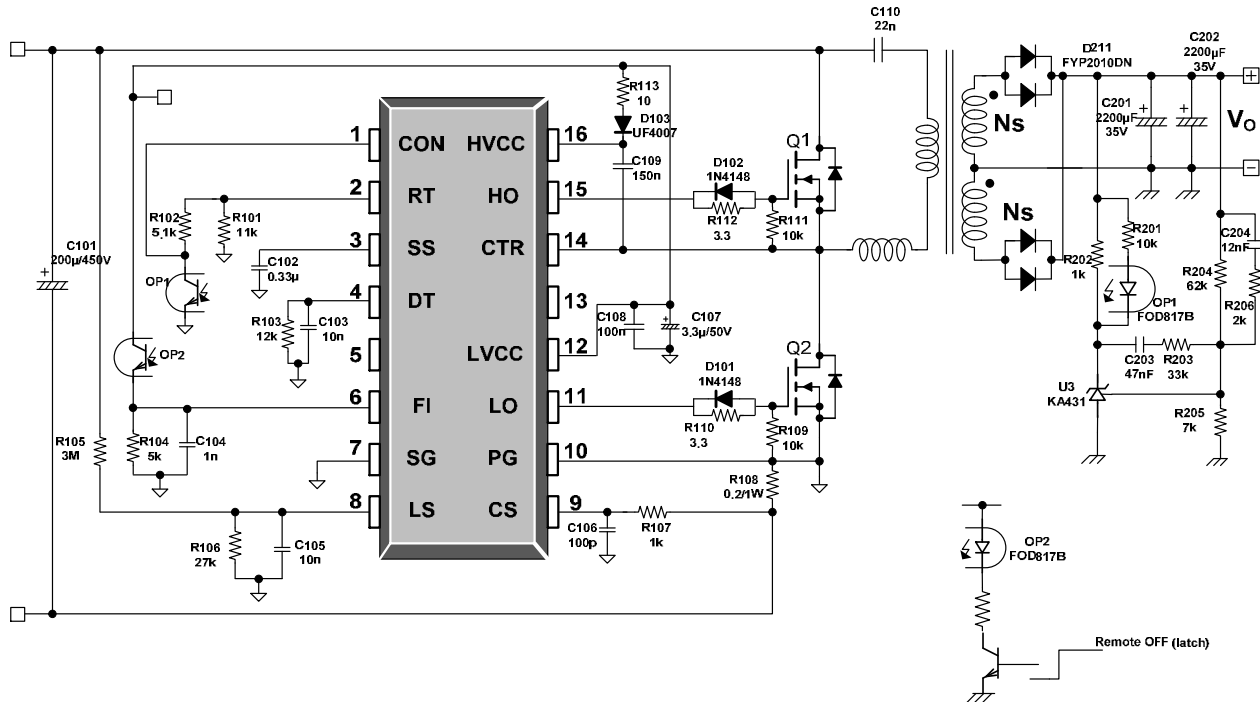 C110
22n
D211
FYP2010DN
C202
2200µF
35V
+
C201
2200µF
35V
+
+
VO
−
Ns
Ns
R113
10
D103
UF4007
C109
150n
Q1
D102
1N4148
R112
3.3
R111
10k
1
CON
HVCC
16
2
RT
HO
15
3
SS
CTR
14
4
DT
13
5
LVCC
12
6
FI
LO
11
7
SG
PG
10
8
LS
CS
9
C101
200µ/450V
+
R102
5.1k
R101
11k
C102
0.33µ
OP1
R103
12k
C103
10n
OP2
R105
3M
R104
5k
C104
1n
R106
27k
C105
10n
C108
100n
C107
3.3µ/50V
+
Q2
D101
1N4148
R110
3.3
R109
10k
R108
0.2/1W
C106
100p
R107
1k
R201
10k
R202
1k
OP1
FOD817B
C204
12nF
R204
62k
R206
2k
C203
47nF
R203
33k
U3
KA431
R205
7k
OP2
FOD817B
Remote OFF (latch)